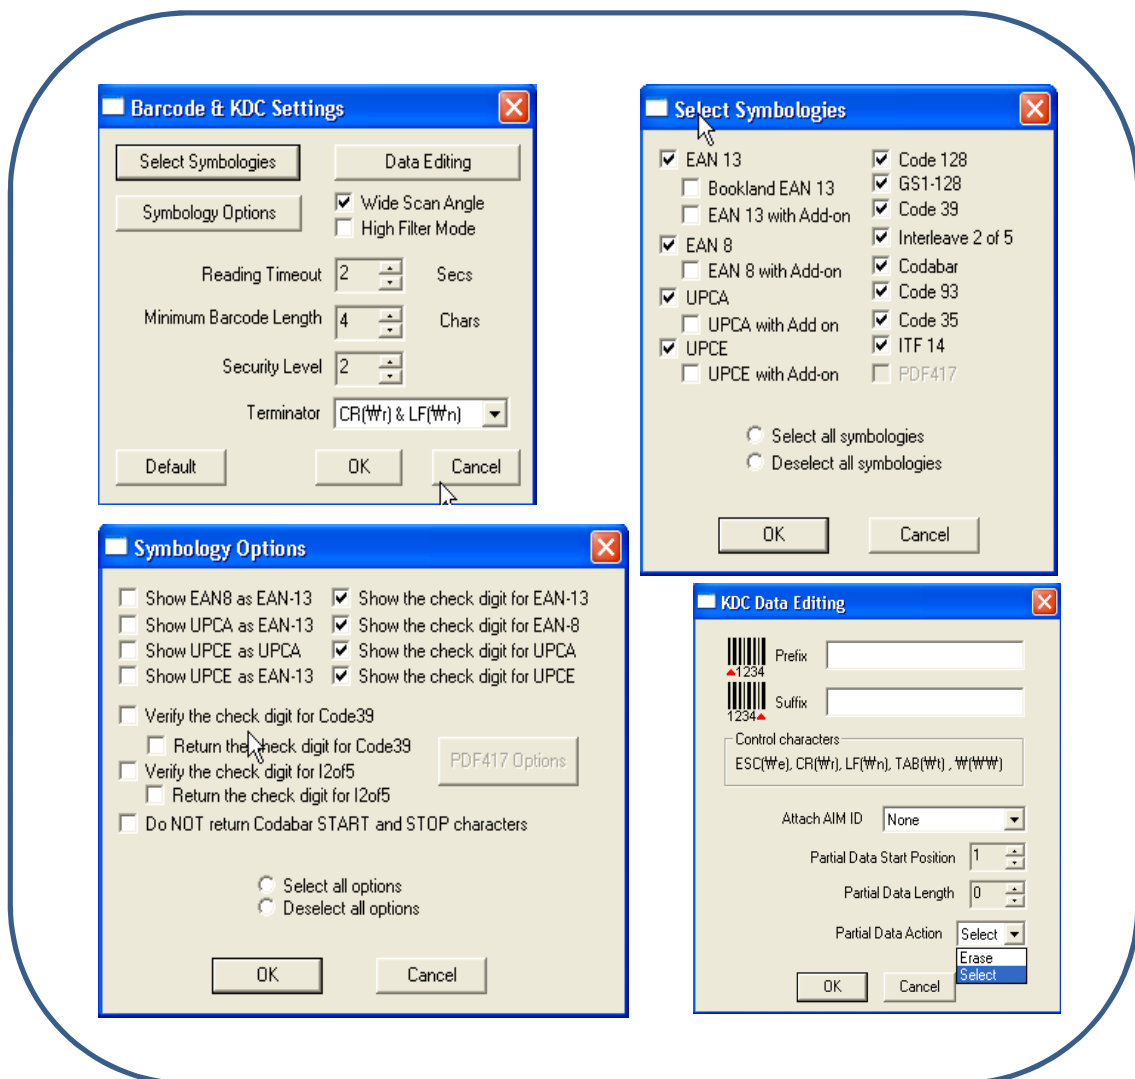 Barcode & KDC Settings
Select Symbologies
Data Editing
Symbology Options
Wide Scan Angle
High Filter Mode
Reading Timeout 2 Secs
Minimum Barcode Length 4 Chars
Security Level 2
Terminator CR(₩r) & LF(₩n)
Default OK Cancel
Select Symbologies
EAN 13
Bookland EAN 13
EAN 13 with Add-on
EAN 8
EAN 8 with Add-on
UPCA
UPCA with Add on
UPCE
UPCE with Add-on
Code 128
GS1-128
Code 39
Interleave 2 of 5
Codabar
Code 93
Code 35
ITF 14
PDF417
Select all symbologies
Deselect all symbologies
OK Cancel
Symbology Options
Show EAN8 as EAN-13
Show UPCA as EAN-13
Show UPCE as UPCA
Show UPCE as EAN-13
Show the check digit for EAN-13
Show the check digit for EAN-8
Show the check digit for UPCA
Show the check digit for UPCE
Verify the check digit for Code39
Return the check digit for Code39
Verify the check digit for I2of5
Return the check digit for I2of5
Do NOT return Codabar START and STOP characters
PDF417 Options
Select all options
Deselect all options
OK Cancel
KDC Data Editing
Prefix
1234
Suffix
1234
Control characters
ESC(₩e), CR(₩r), LF(₩n), TAB(₩t) , ₩(₩₩)
Attach AIM ID None
Partial Data Start Position 1
Partial Data Length 0
Partial Data Action Select
Erase
Select
OK Cancel